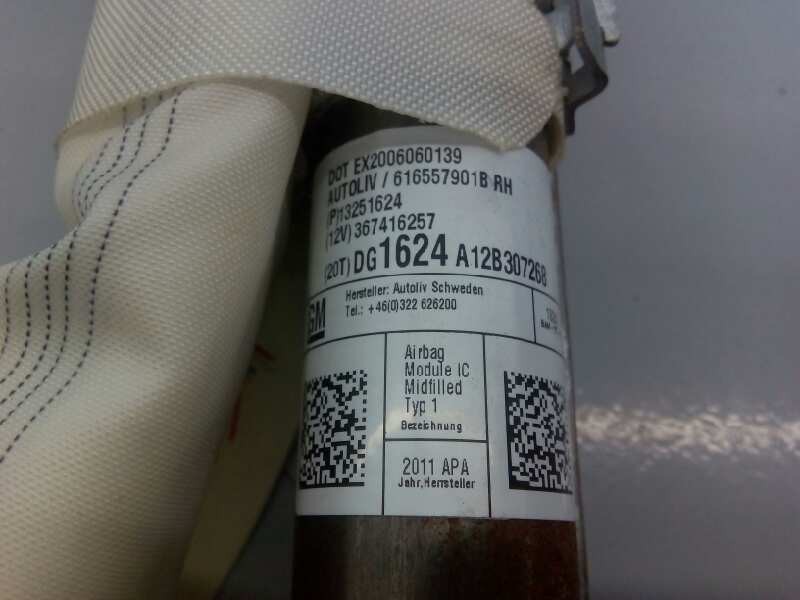 DOT EX2006060139
AUTOLIV / 616557901B RH
(P)13251624
(12V) 367416257
(20T) DG1624 A12B307268
GM
Hersteller: Autoliv Schweden
Tel.: +46(0)322 626200
Airbag
Module IC
Midfilled
Typ 1
Bezeichnung
2011 APA
Jahr,Herrsteller